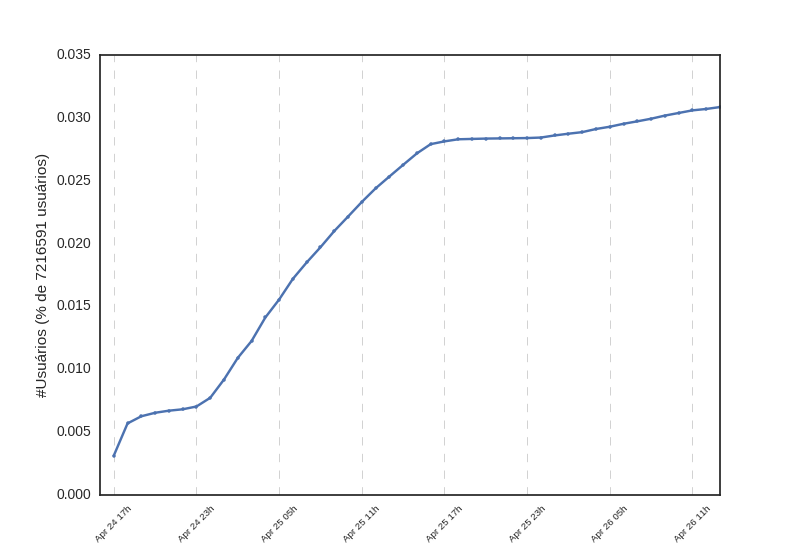 0.035
0.030
0.025
0.020
0.015
0.010
0.005
0.000
#Usuários (% de 7216591 usuários)
Apr 24 17h
Apr 24 23h
Apr 25 05h
Apr 25 11h
Apr 25 17h
Apr 25 23h
Apr 26 05h
Apr 26 11h